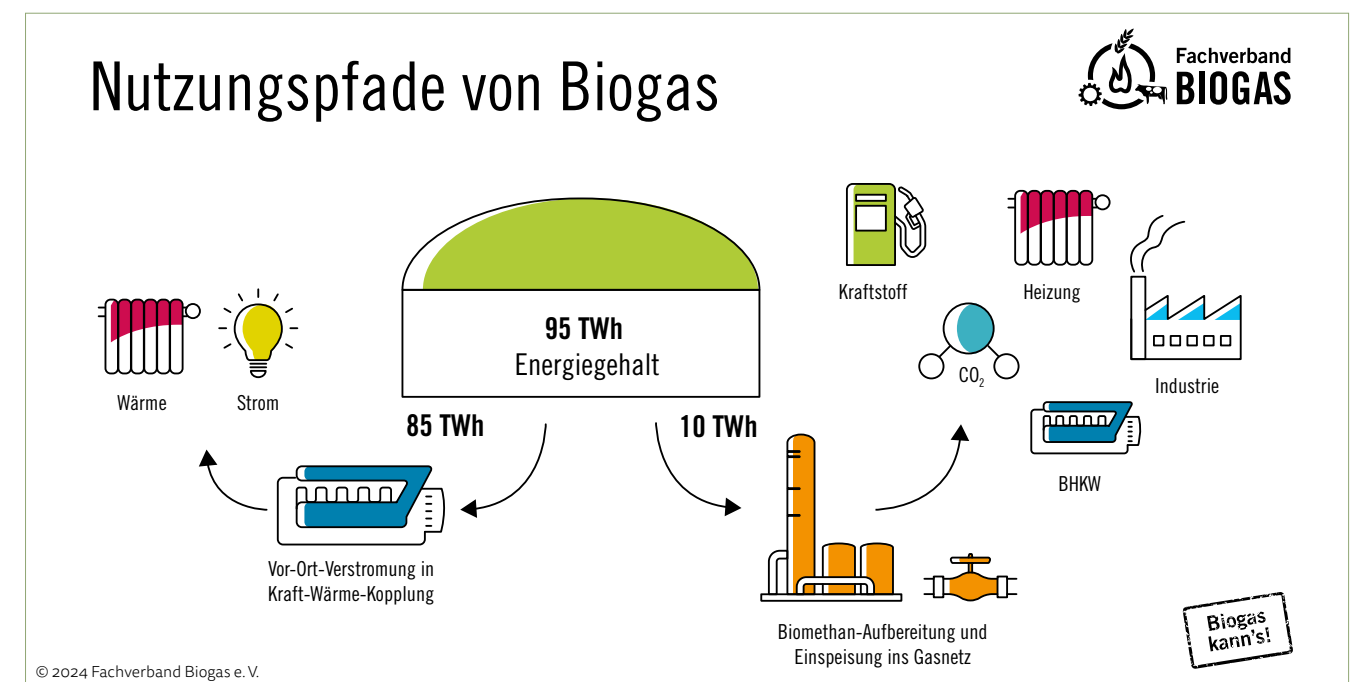 Nutzungspfade von Biogas
Fachverband
BIOGAS
Kraftstoff
Heizung
95 TWh
Energiegehalt
CO₂
Industrie
Wärme
Strom
85 TWh
10 TWh
BHKW
Vor-Ort-Verstromung in
Kraft-Wärme-Kopplung
Biomethan-Aufbereitung und
Einspeisung ins Gasnetz
Biogas
kann's!
© 2024 Fachverband Biogas e. V.